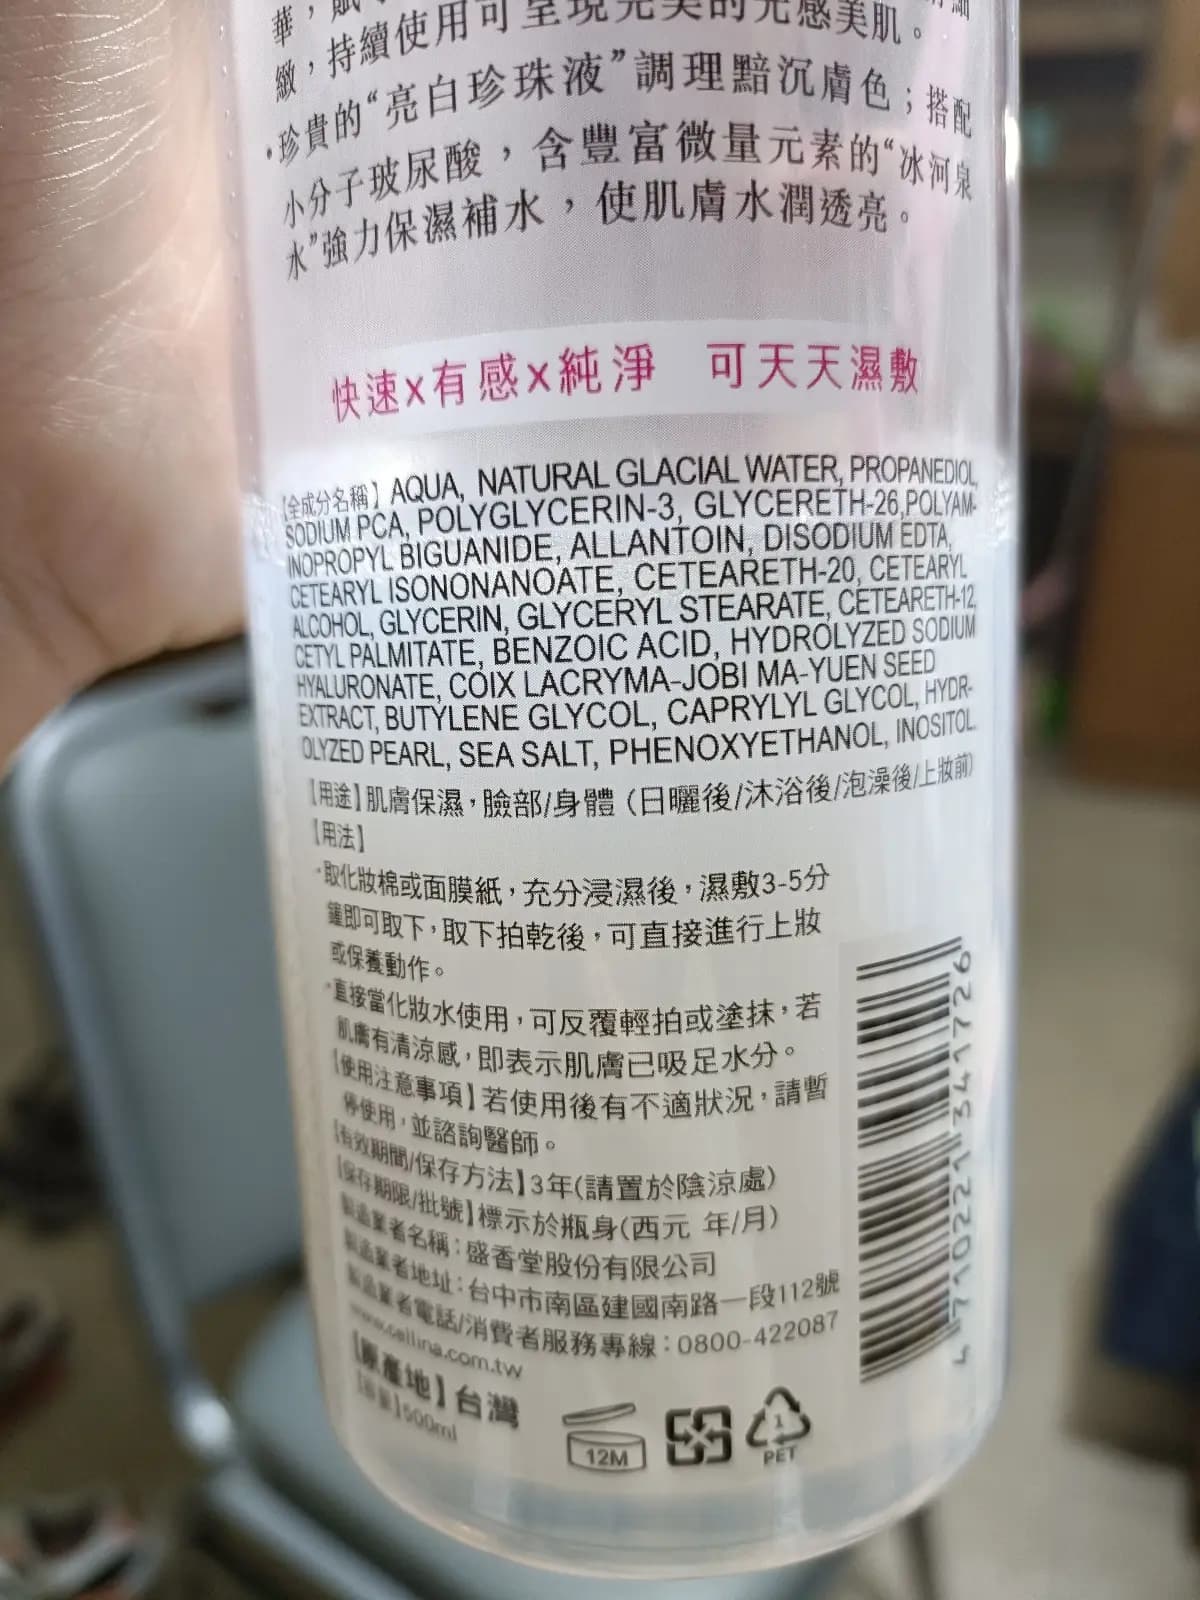 華，賦
緻，持續使用可呈現完美的光感美肌。
•珍貴的“亮白珍珠液”調理黯沉膚色；搭配
小分子玻尿酸，含豐富微量元素的“冰河泉
水”強力保濕補水，使肌膚水潤透亮。
快速x有感x純淨 可天天濕敷
【全成分名稱】AQUA, NATURAL GLACIAL WATER, PROPANEDIOL,
SODIUM PCA, POLYGLYCERIN-3, GLYCERETH-26,POLYAM-
INOPROPYL BIGUANIDE, ALLANTOIN, DISODIUM EDTA,
CETEARYL ISONONANOATE, CETEARETH-20, CETEARYL
ALCOHOL, GLYCERIN, GLYCERYL STEARATE, CETEARETH-12,
CETYL PALMITATE, BENZOIC ACID, HYDROLYZED SODIUM
HYALURONATE, COIX LACRYMA-JOBI MA-YUEN SEED
EXTRACT, BUTYLENE GLYCOL, CAPRYLYL GLYCOL, HYDR-
OLYZED PEARL, SEA SALT, PHENOXYETHANOL, INOSITOL.
【用途】肌膚保濕，臉部/身體（日曬後/沐浴後/泡澡後/上妝前）
【用法】
•取化妝棉或面膜紙，充分浸濕後，濕敷3-5分
鐘即可取下，取下拍乾後，可直接進行上妝
或保養動作。
•直接當化妝水使用，可反覆輕拍或塗抹，若
肌膚有清涼感，即表示肌膚已吸足水分。
【使用注意事項】若使用後有不適狀況，請暫
停使用，並諮詢醫師。
【有效期間/保存方法】3年(請置於陰涼處)
【保存期限/批號】標示於瓶身(西元 年/月)
製造業者名稱：盛香堂股份有限公司
製造業者地址：台中市南區建國南路一段112號
製造業者電話/消費者服務專線：0800-422087
www.cellina.com.tw
【原產地】台灣
【容量】500ml
12M
1
PET
4710221341726